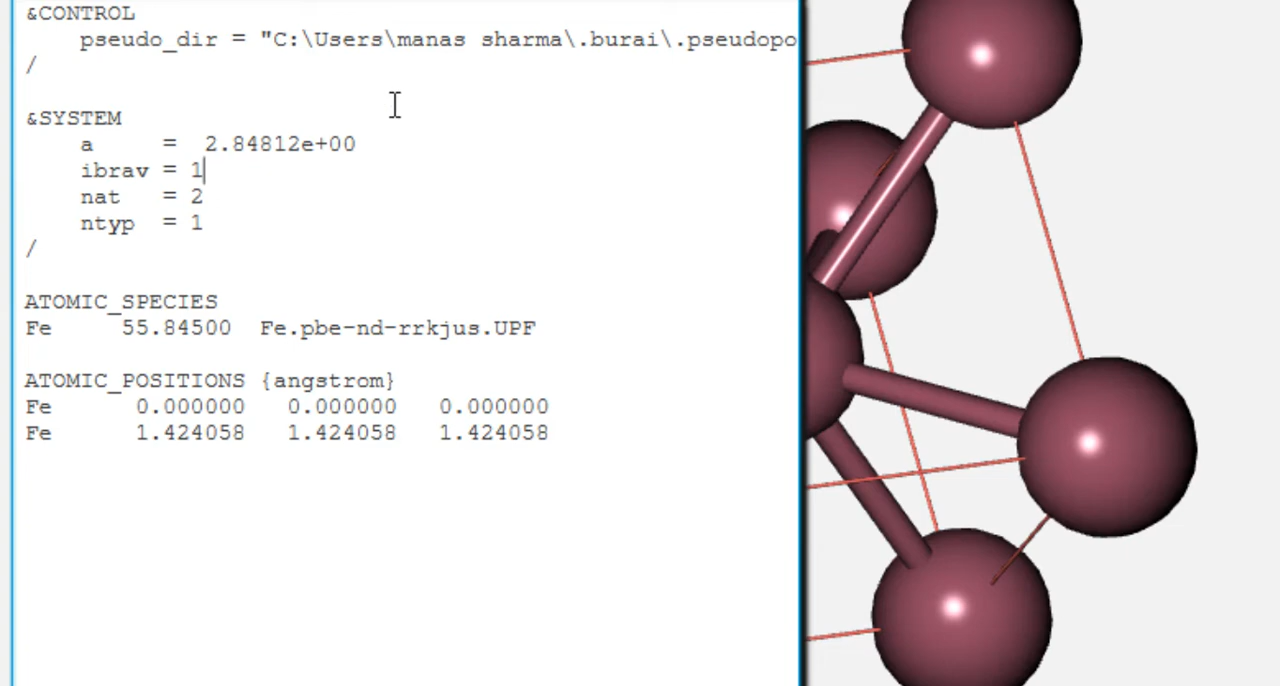 &CONTROL
pseudo_dir = "C:\Users\manas sharma\.burai\.pseudopo
/
&SYSTEM
a = 2.84812e+00
ibrav = 1
nat = 2
ntyp = 1
/
ATOMIC_SPECIES
Fe 55.84500 Fe.pbe-nd-rrkjus.UPF
ATOMIC_POSITIONS {angstrom}
Fe 0.000000 0.000000 0.000000
Fe 1.424058 1.424058 1.424058